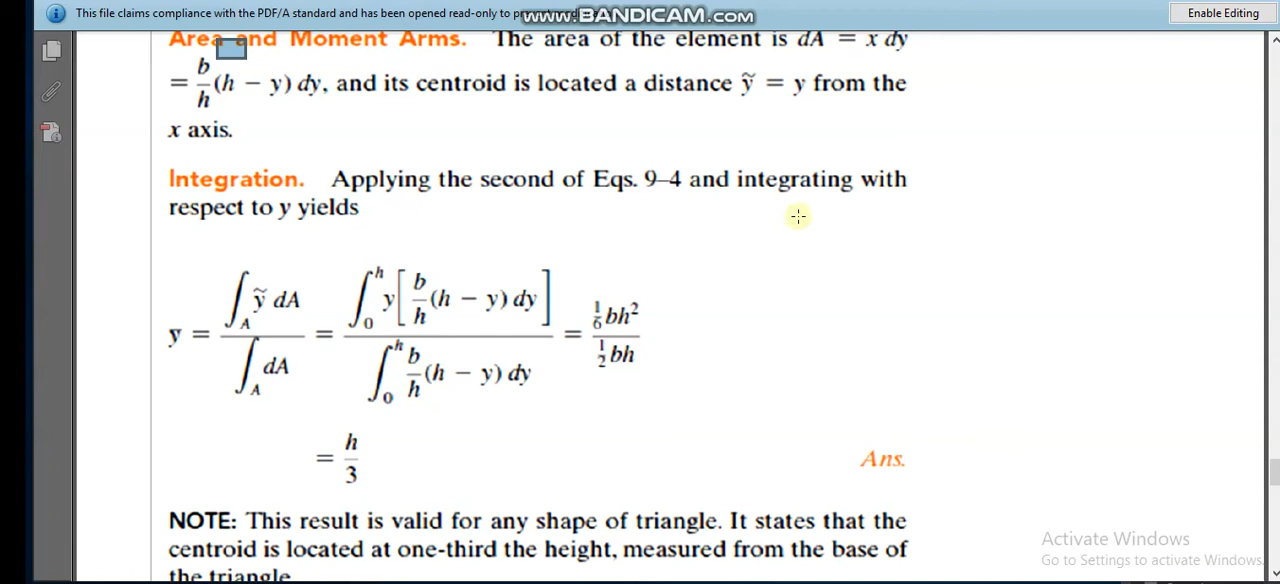 This file claims compliance with the PDF/A standard and has been opened read-only to
www.BANDICAM.com
Enable Editing
Area and Moment Arms. The area of the element is dA = x dy
= b/h (h − y) dy, and its centroid is located a distance ỹ = y from the
x axis.
Integration. Applying the second of Eqs. 9–4 and integrating with
respect to y yields
y = ∫_A ỹ dA / ∫_A dA = ∫_0^h y[b/h (h − y) dy] / ∫_0^h b/h (h − y) dy = 1/6 bh² / 1/2 bh
= h/3
Ans.
NOTE: This result is valid for any shape of triangle. It states that the
centroid is located at one-third the height, measured from the base of
the triangle
Activate Windows
Go to Settings to activate Windows.